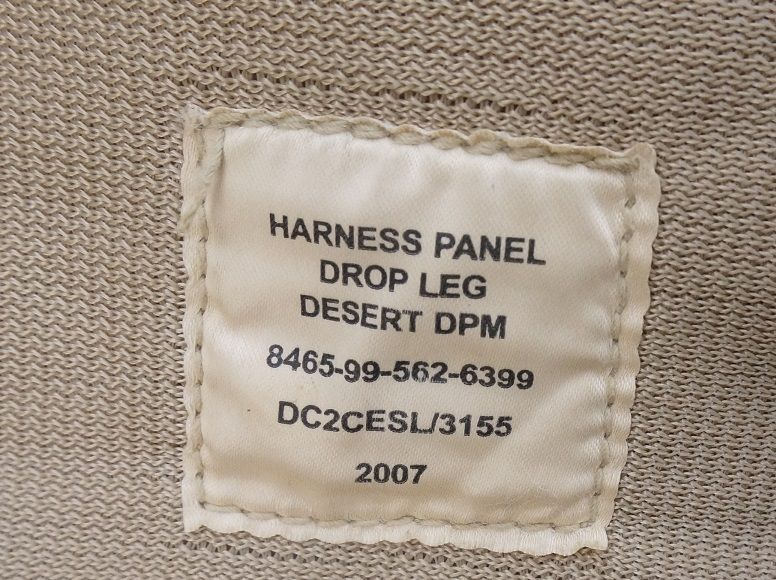 HARNESS PANEL
DROP LEG
DESERT DPM
8465-99-562-6399
DC2CESL/3155
2007